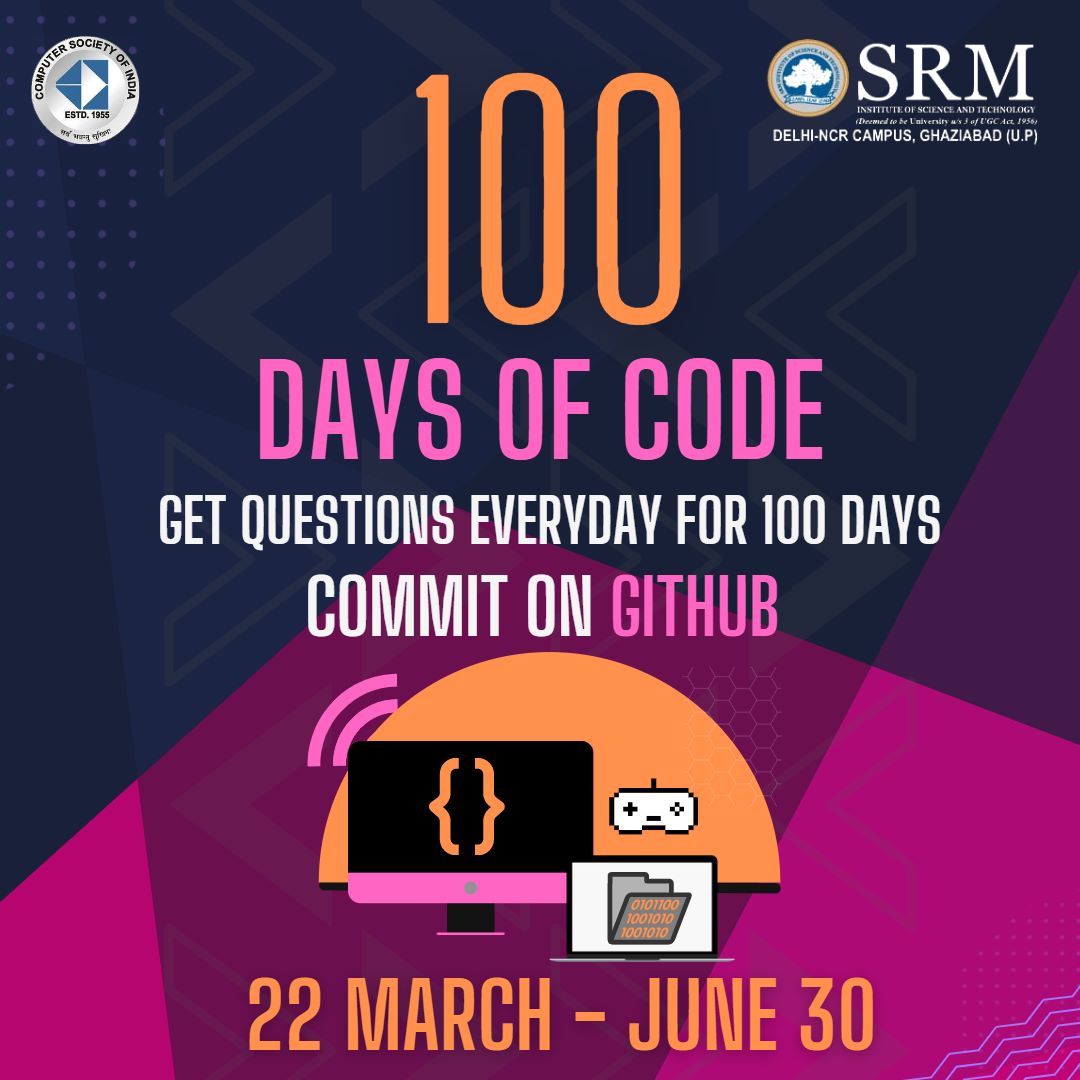 COMPUTER SOCIETY OF INDIA
ESTD. 1955
सर्वे भवन्तु सुखिनः
SRM
INSTITUTE OF SCIENCE AND TECHNOLOGY
(Deemed to be University u/s 3 of UGC Act, 1956)
DELHI-NCR CAMPUS, GHAZIABAD (U.P)
100
DAYS OF CODE
GET QUESTIONS EVERYDAY FOR 100 DAYS
COMMIT ON GITHUB
{}
0101100
1001010
1001010
22 MARCH - JUNE 30